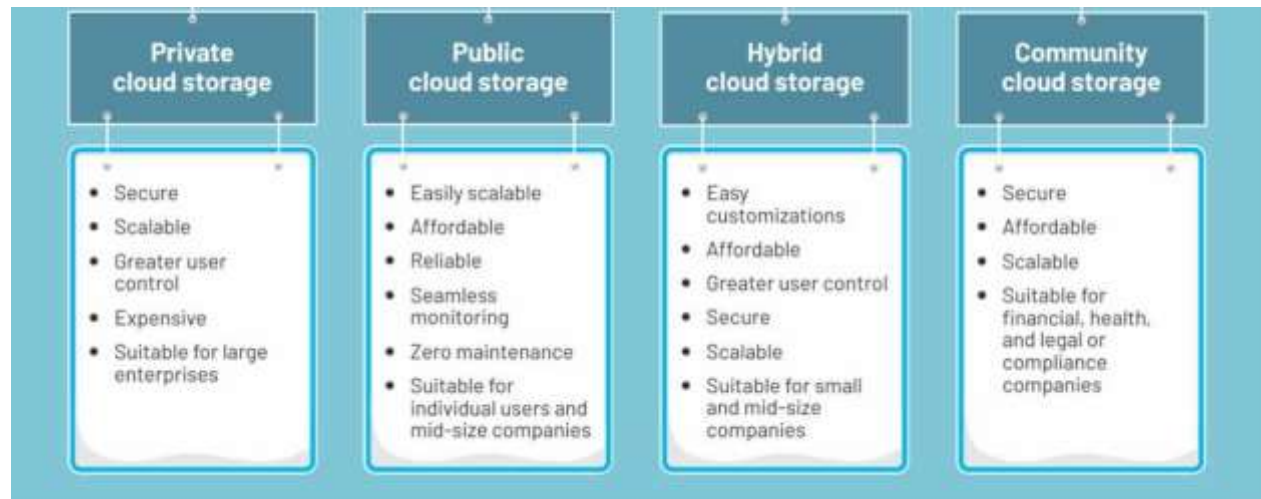 Private
cloud storage
Secure
Scalable
Greater user
control
Expensive
Suitable for large
enterprises
Public
cloud storage
Easily scalable
Affordable
Reliable
Seamless
monitoring
Zero maintenance
Suitable for
individual users and
mid-size companies
Hybrid
cloud storage
Easy
customizations
Affordable
Greater user control
Secure
Scalable
Suitable for small
and mid-size
companies
Community
cloud storage
Secure
Affordable
Scalable
Suitable for
financial, health,
and legal or
compliance
companies